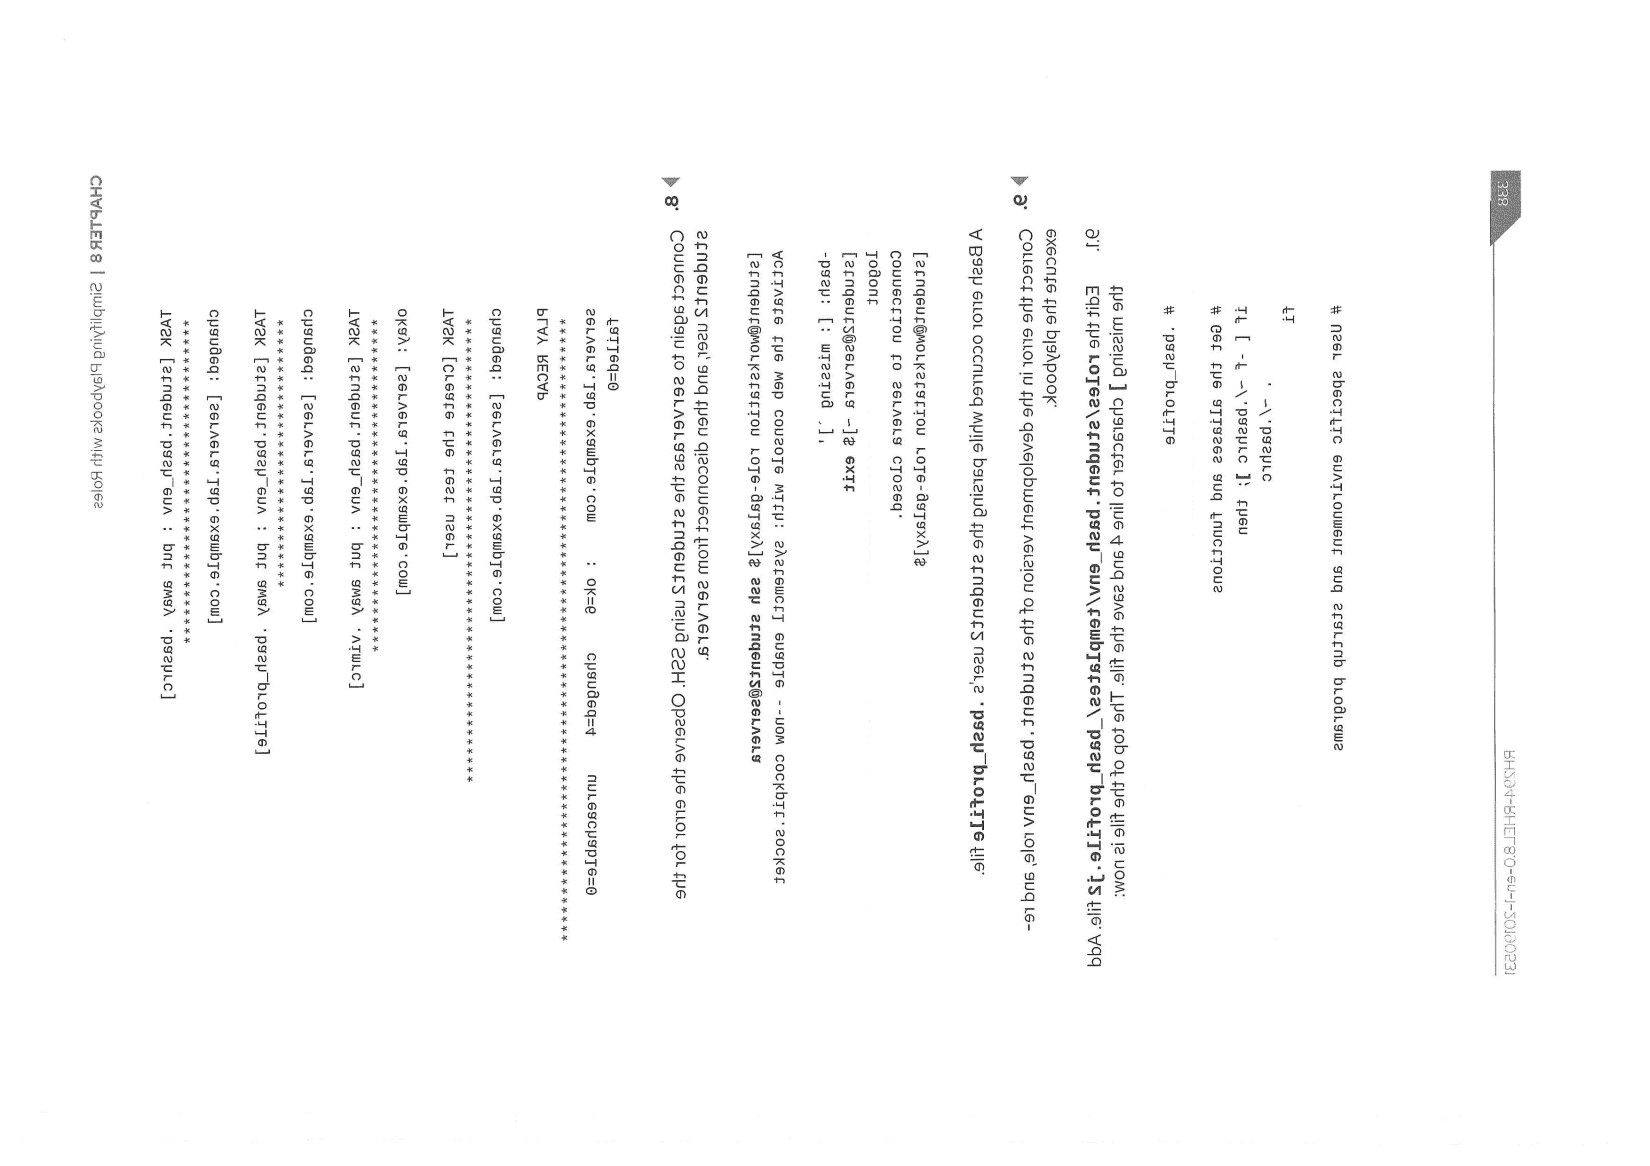 CHAPTER 8 | Simplifying Playbooks with Roles
TASK [student.bash_env : put away .bashrc]
****************************************
changed: [servera.lab.example.com]
TASK [student.bash_env : put away .bash_profile]
**********************************
changed: [servera.lab.example.com]
TASK [student.bash_env : put away .vimrc]
*****************************************
okay: [servera.lab.example.com]
TASK [Create the test user]
*********************************************************
changed: [servera.lab.example.com]
PLAY RECAP
****************************************************************************
servera.lab.example.com : ok=6 changed=4 unreachable=0
failed=0
8. Connect again to servera as the student2 using SSH. Observe the error for the
student2 user, and then disconnect from servera.
[student@workstation role-galaxy]$ ssh student2@servera
Activate the web console with: systemctl enable --now cockpit.socket
-bash: [: missing `]'
[student2@servera ~]$ exit
logout
Connection to servera closed.
[student@workstation role-galaxy]$
A Bash error occurred while parsing the student2 user's .bash_profile file.
9. Correct the error in the development version of the student.bash_env role, and re-
execute the playbook.
9.1. Edit the roles/student.bash_env/templates/_bash_profile.j2 file. Add
the missing ] character to line 4 and save the file. The top of the file is now:
# .bash_profile
# Get the aliases and functions
if [ -f ~/.bashrc ]; then
. ~/.bashrc
fi
# User specific environment and startup programs
338
RH294-RHEL8.0-en-1-20190531